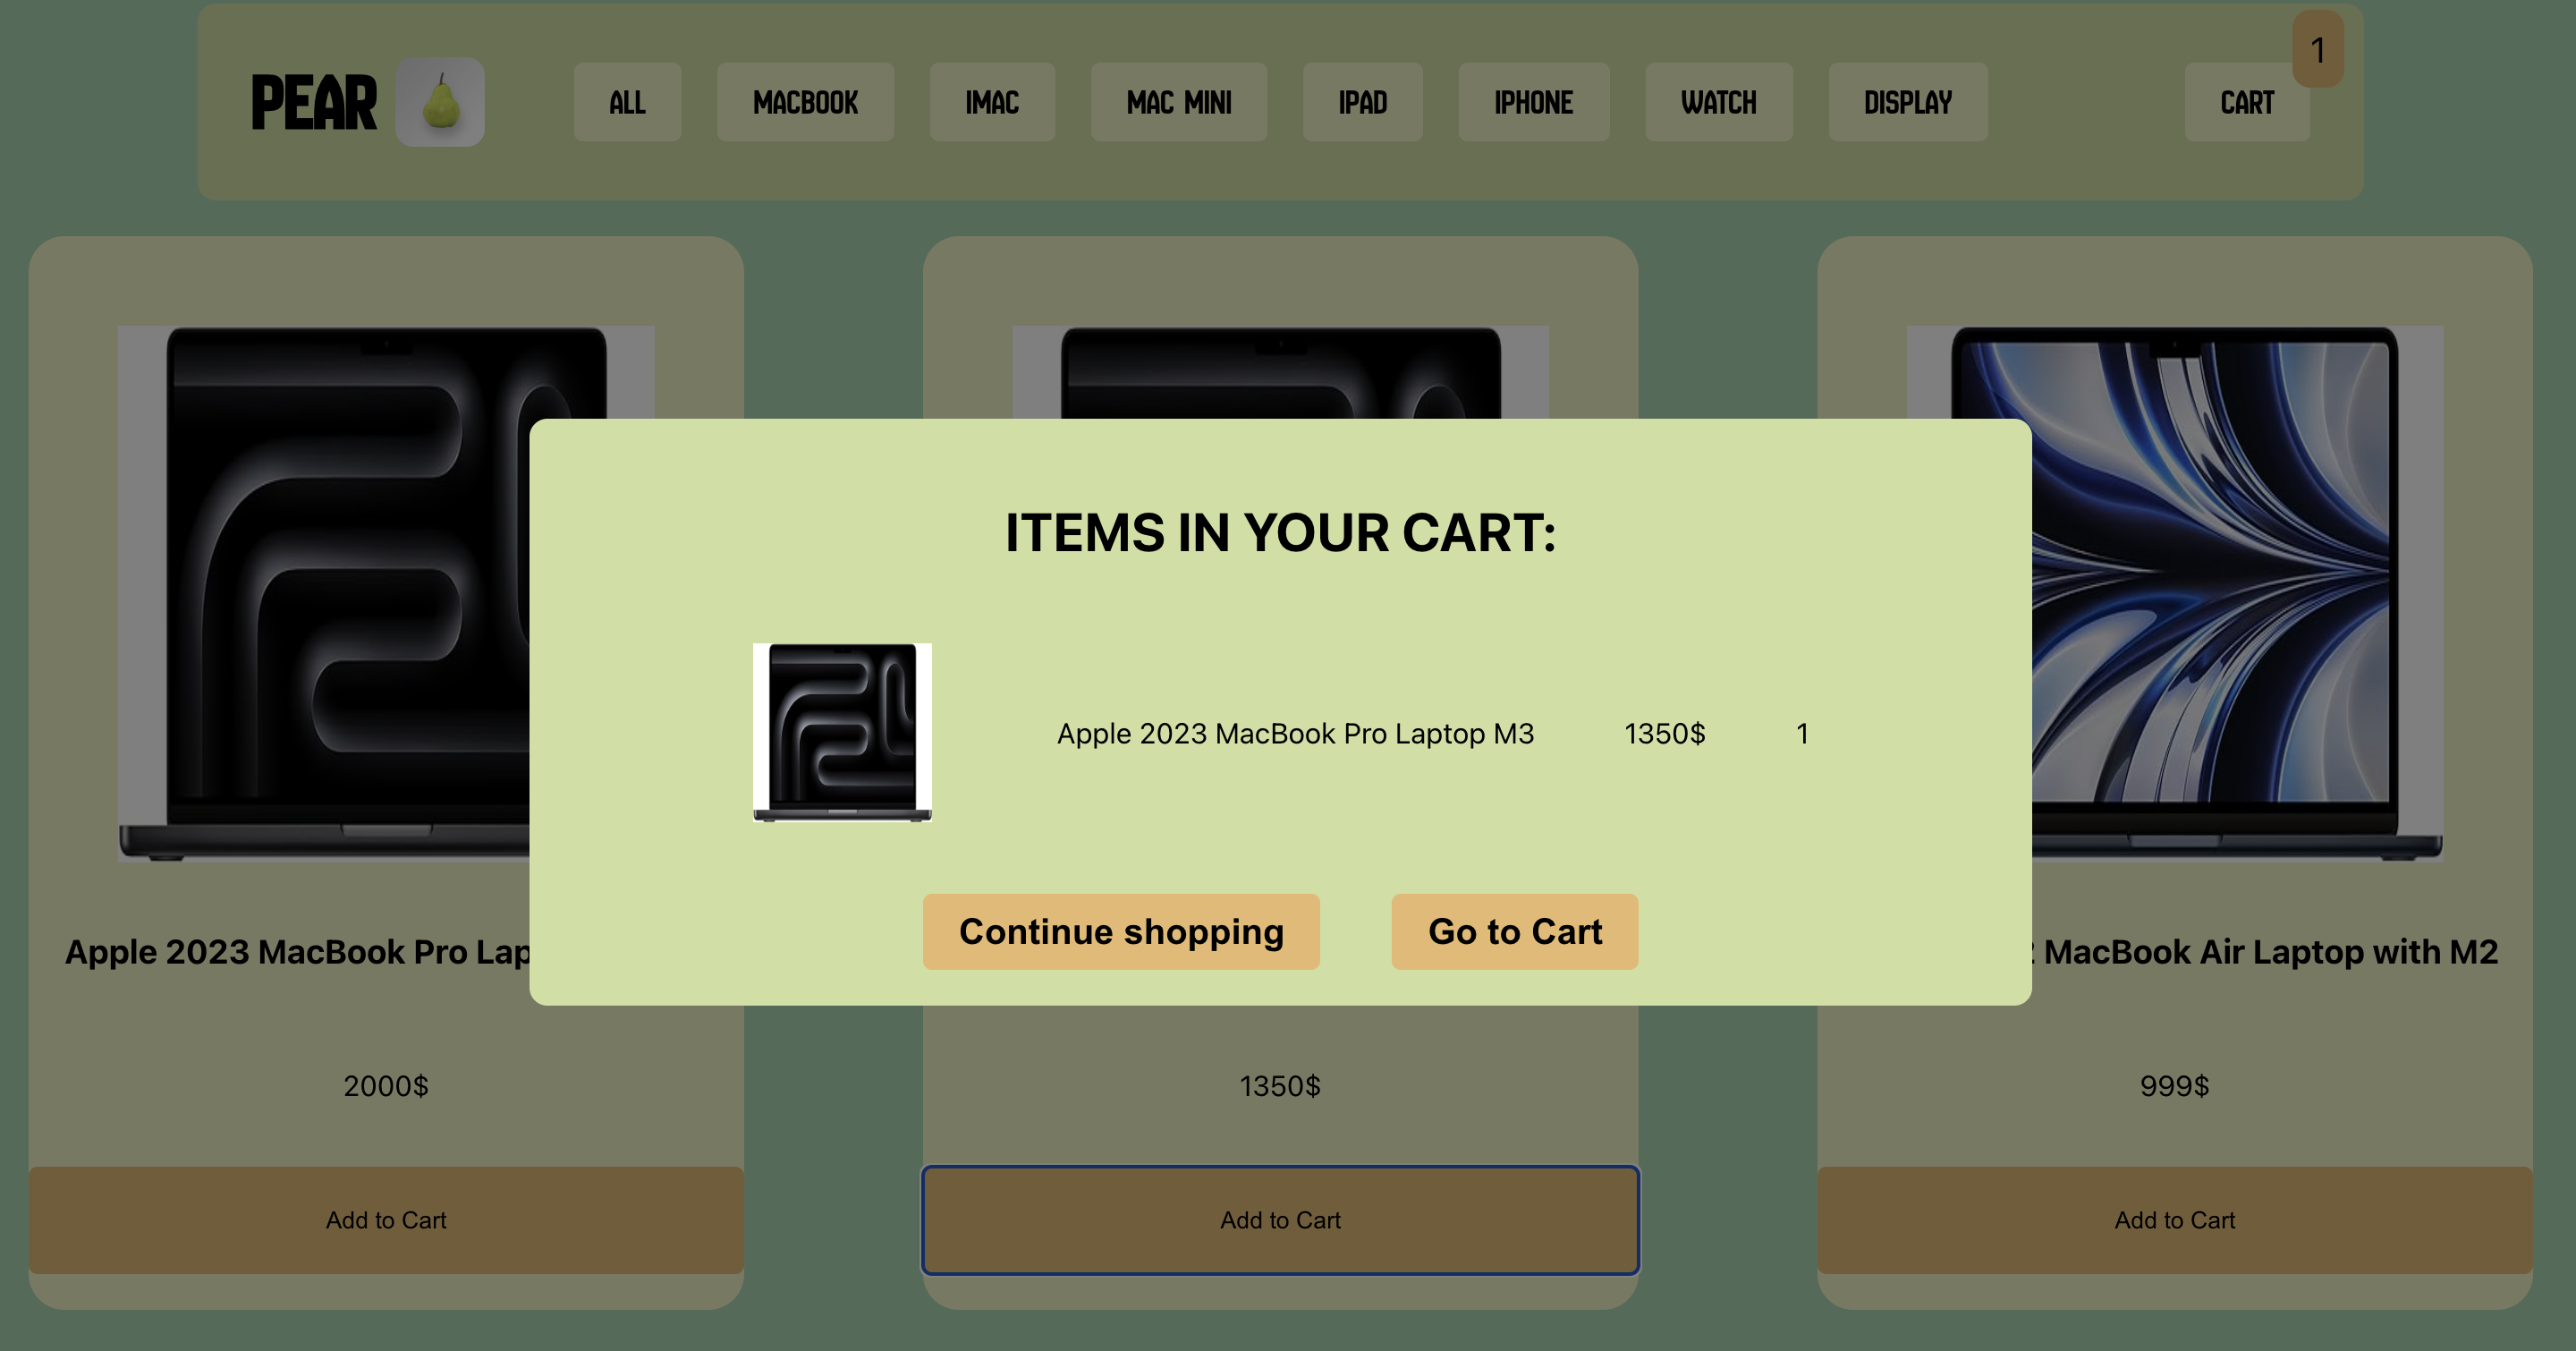 PEAR
ALL
MACBOOK
IMAC
MAC MINI
IPAD
IPHONE
WATCH
DISPLAY
CART
1
ITEMS IN YOUR CART:
Apple 2023 MacBook Pro Laptop M3
1350$
1
Continue shopping
Go to Cart
Apple 2023 MacBook Pro Lap
MacBook Air Laptop with M2
2000$
1350$
999$
Add to Cart
Add to Cart
Add to Cart